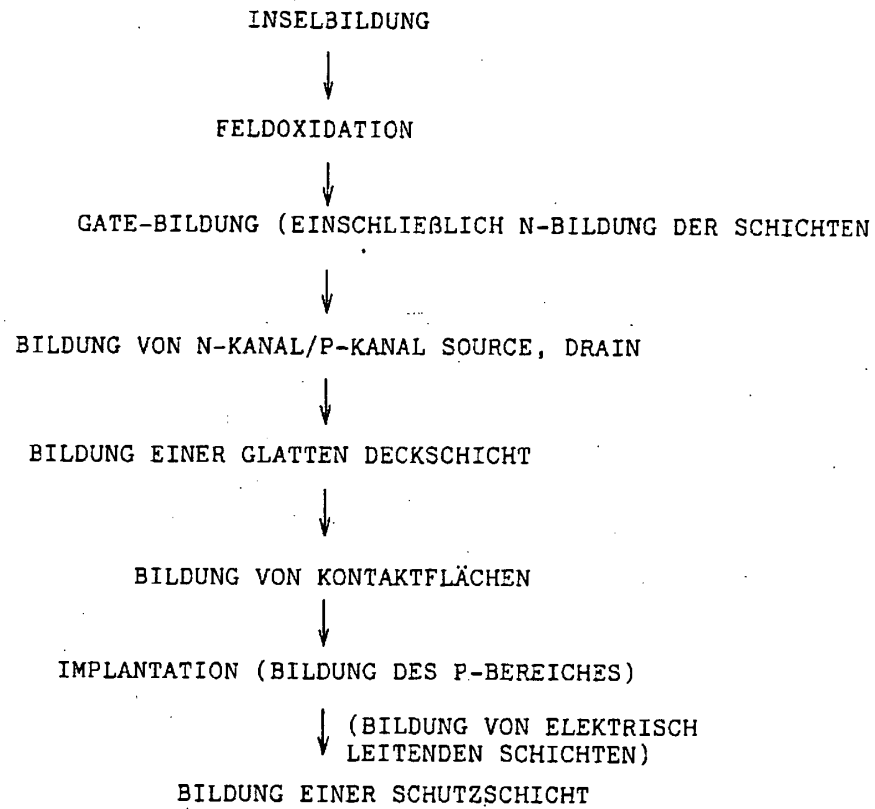 INSELBILDUNG
FELDOXIDATION
GATE-BILDUNG (EINSCHLIEßLICH N-BILDUNG DER SCHICHTEN
BILDUNG VON N-KANAL/P-KANAL SOURCE, DRAIN
BILDUNG EINER GLATTEN DECKSCHICHT
BILDUNG VON KONTAKTFLÄCHEN
IMPLANTATION (BILDUNG DES P-BEREICHES)
(BILDUNG VON ELEKTRISCH
LEITENDEN SCHICHTEN)
BILDUNG EINER SCHUTZSCHICHT